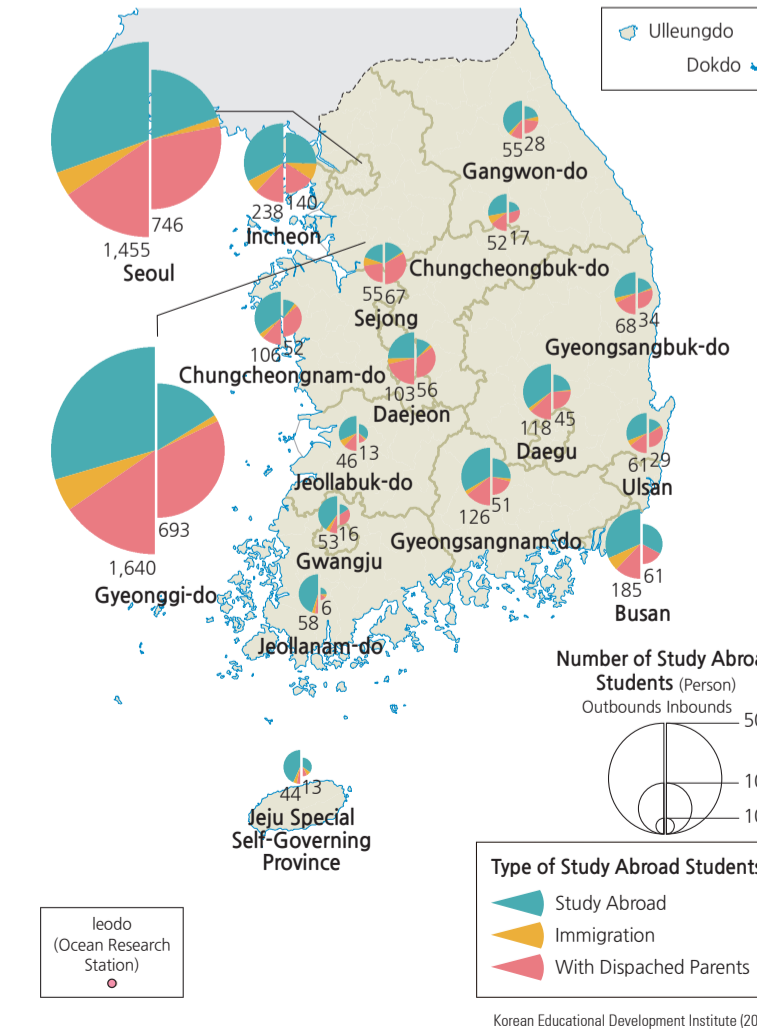 Ulleungdo
Dokdo
55 28
Gangwon-do
238 140
Incheon
746
1,455
Seoul
52 17
Chungcheongbuk-do
55 67
Sejong
68 34
Gyeongsangbuk-do
106 52
Chungcheongnam-do
103 56
Daejeon
118 45
Daegu
46 13
Jeollabuk-do
61 29
Ulsan
126 51
Gyeongsangnam-do
53 16
Gwangju
693
1,640
Gyeonggi-do
185 61
Busan
58 6
Jeollanam-do
Number of Study Abroa
Students (Person)
Outbounds Inbounds
50
10
10
44 13
Jeju Special
Self-Governing
Province
Type of Study Abroad Students
Study Abroad
Immigration
With Dispached Parents
Ieodo
(Ocean Research
Station)
Korean Educational Development Institute (20